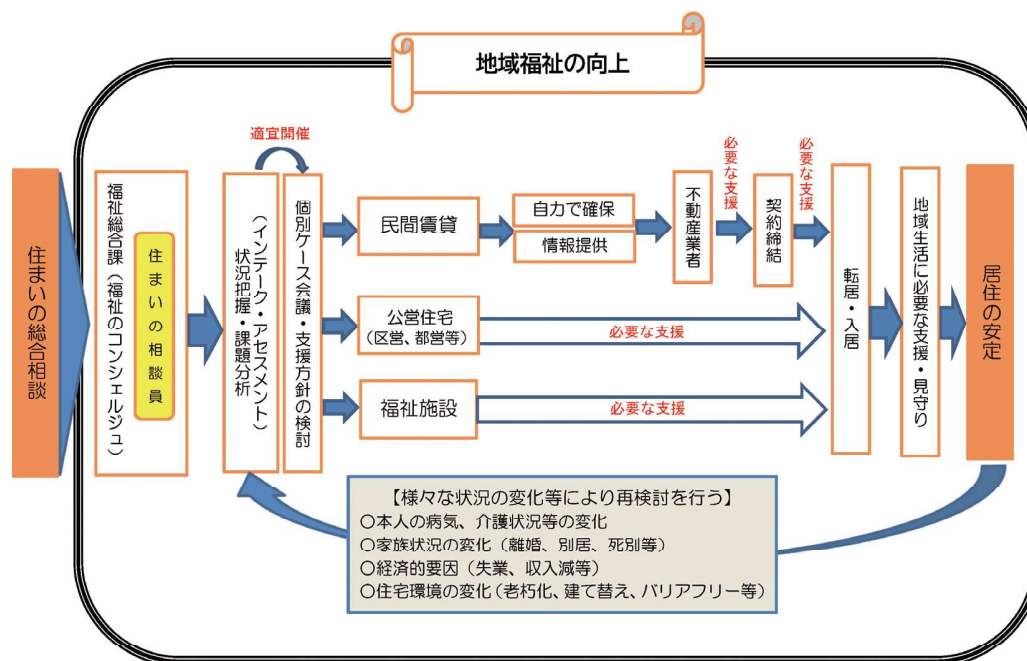 地域福祉の向上
住まいの総合相談
福祉総合課（福祉のコンシェルジュ）
住まいの相談員
適宜開催
（インテーク・アセスメント）
状況把握・課題分析
個別ケース会議・支援方針の検討
民間賃貸
自力で確保
情報提供
不動産業者
必要な支援
契約締結
必要な支援
公営住宅
（区営、都営等）
必要な支援
福祉施設
必要な支援
転居・入居
地域生活に必要な支援・見守り
居住の安定
【様々な状況の変化等により再検討を行う】
○本人の病気、介護状況等の変化
○家族状況の変化（離婚、別居、死別等）
○経済的要因（失業、収入減等）
○住宅環境の変化（老朽化、建て替え、バリアフリー等）